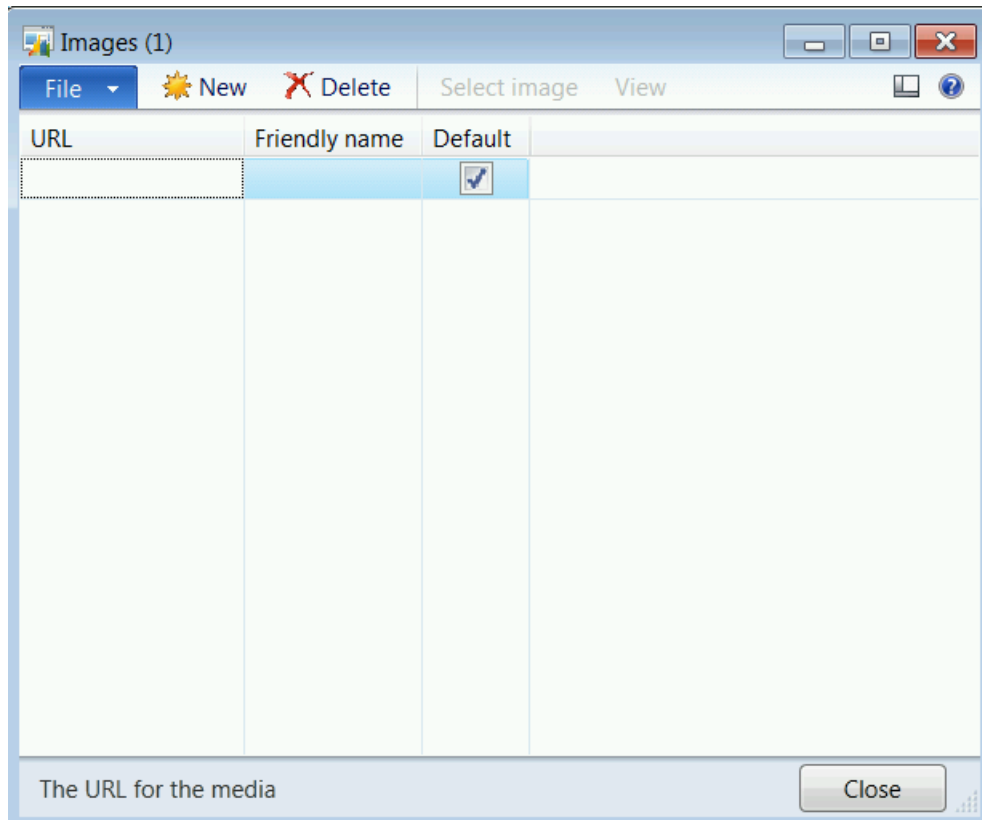 Images (1)
File New Delete Select image View
URL Friendly name Default
The URL for the media Close